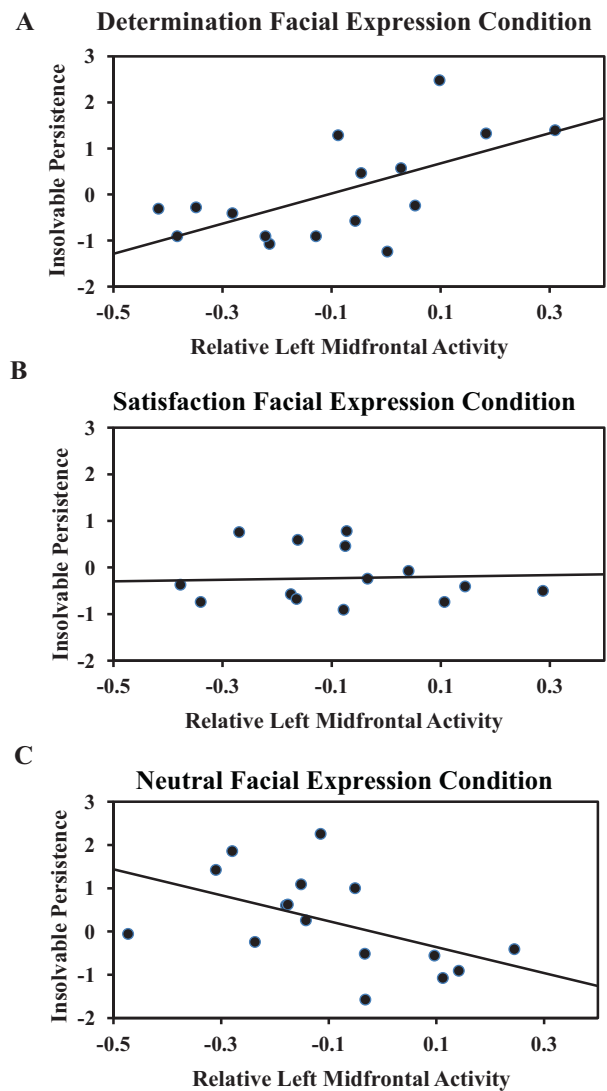 A Determination Facial Expression Condition
3
2
1
0
-1
-2
Insolvable Persistence
-0.5 -0.3 -0.1 0.1 0.3
Relative Left Midfrontal Activity
B
Satisfaction Facial Expression Condition
3
2
1
0
-1
-2
Insolvable Persistence
-0.5 -0.3 -0.1 0.1 0.3
Relative Left Midfrontal Activity
C
Neutral Facial Expression Condition
3
2
1
0
-1
-2
Insolvable Persistence
-0.5 -0.3 -0.1 0.1 0.3
Relative Left Midfrontal Activity